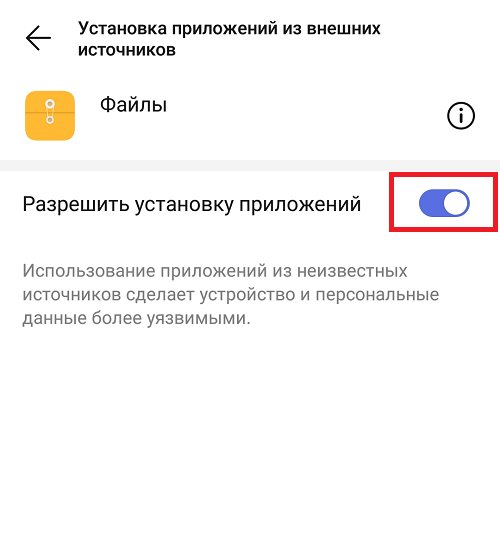 Установка приложений из внешних
источников
Файлы
Разрешить установку приложений
Использование приложений из неизвестных
источников сделает устройство и персональные
данные более уязвимыми.